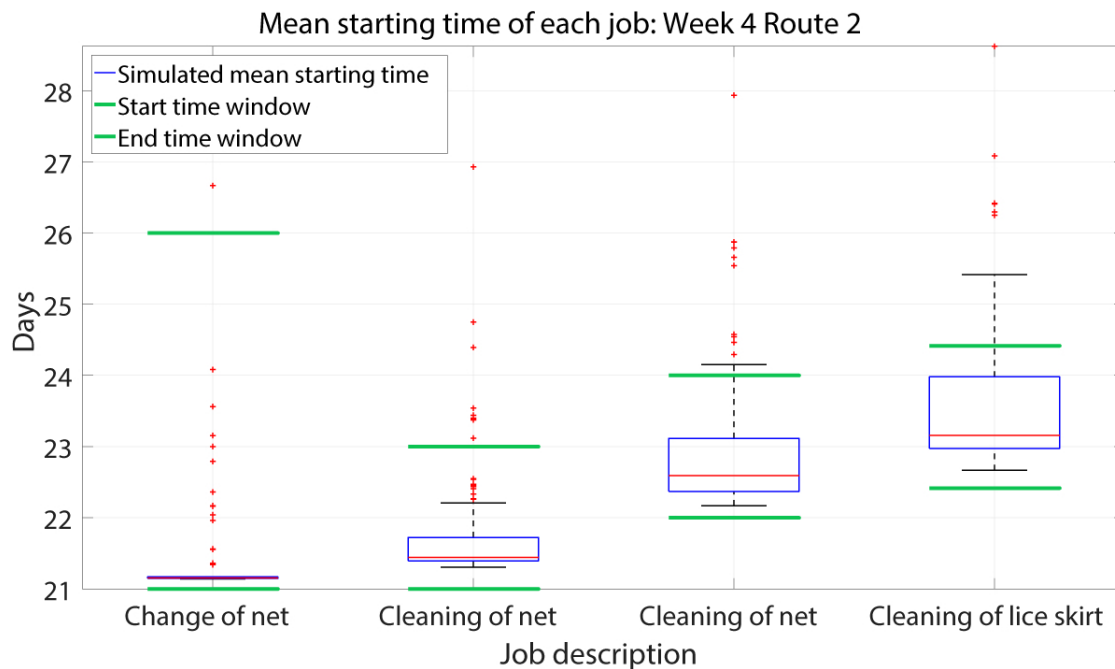 Mean starting time of each job: Week 4 Route 2
Simulated mean starting time
Start time window
End time window
28
27
26
25
24
23
22
21
Days
Change of net
Cleaning of net
Cleaning of net
Cleaning of lice skirt
Job description